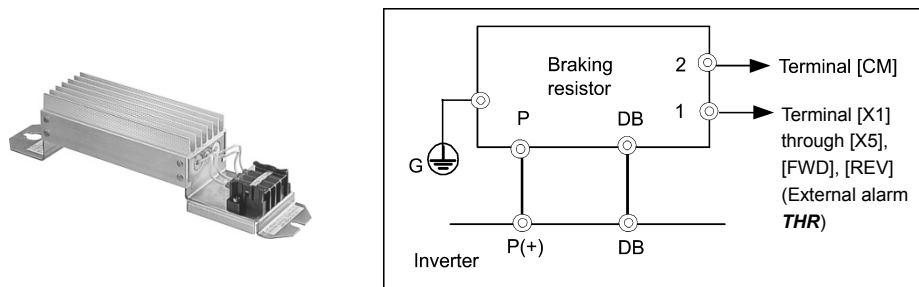 Braking
resistor
2
Terminal [CM]
1
Terminal [X1]
through [X5],
[FWD], [REV]
(External alarm
THR)
P
DB
G
P(+)
DB
Inverter